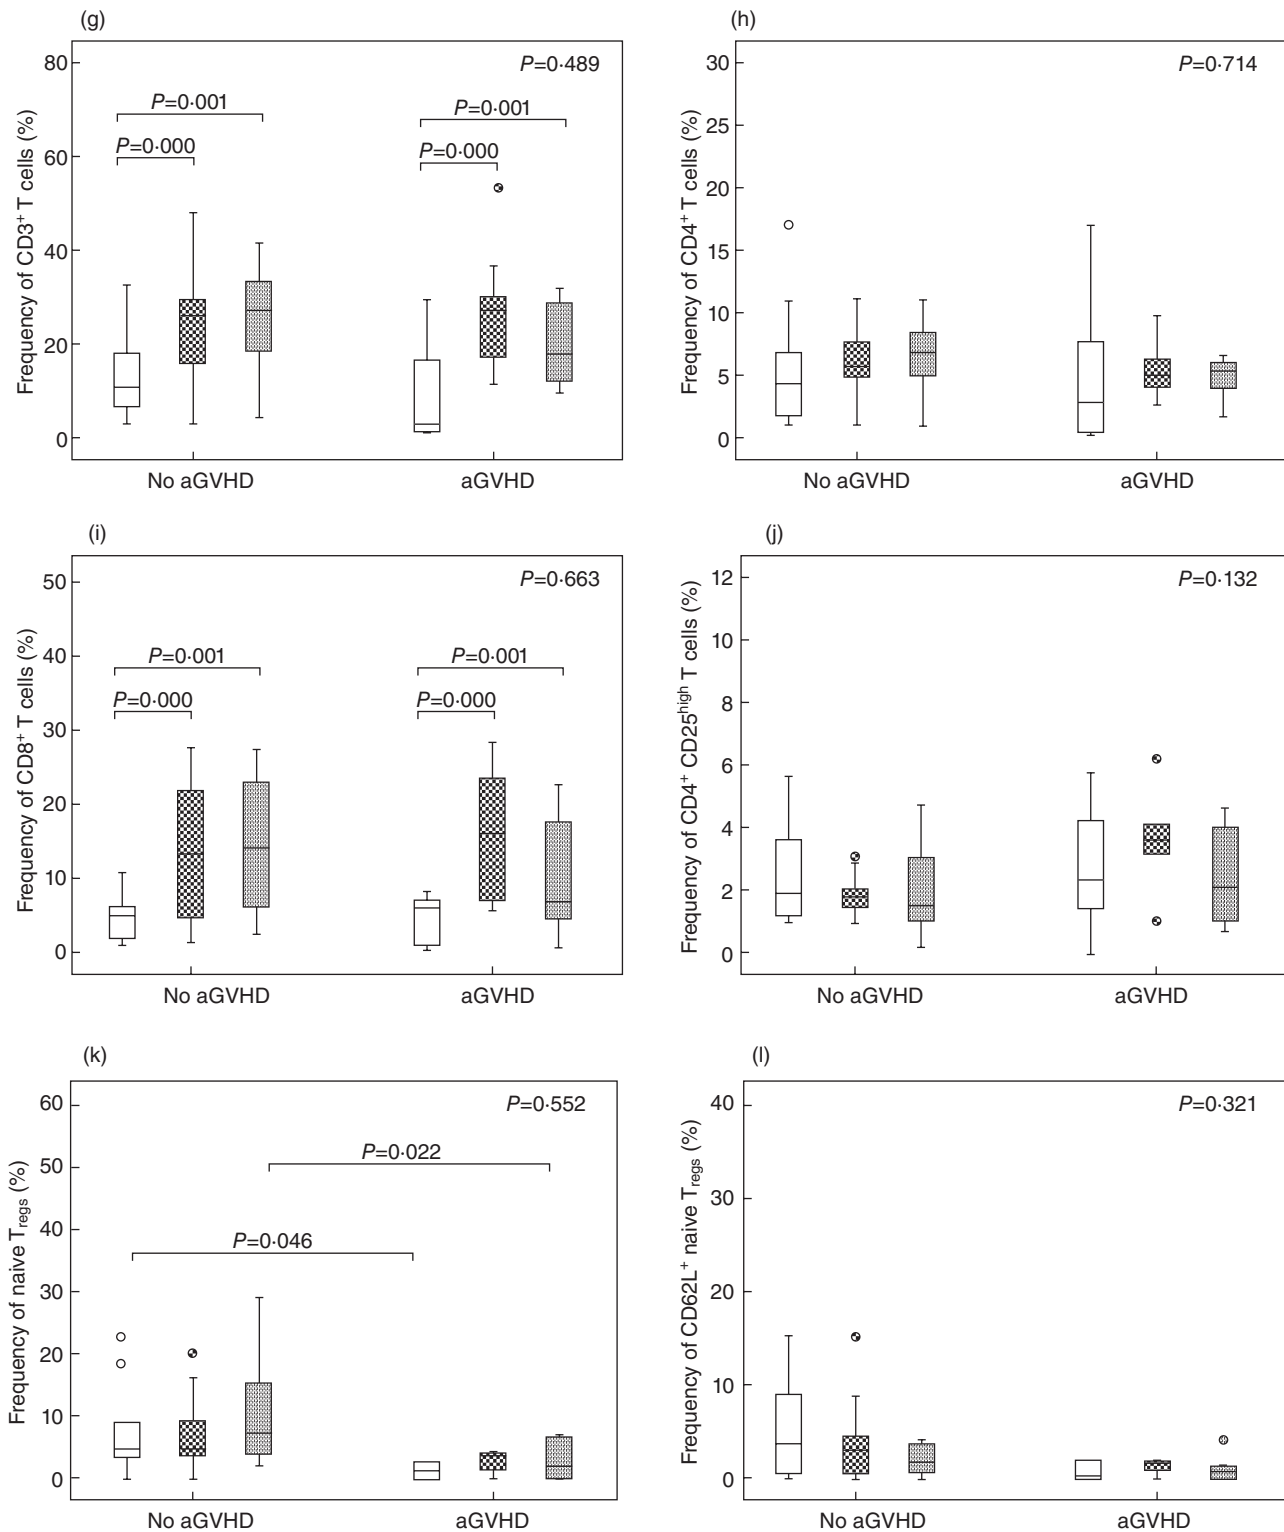 (g)
Frequency of CD3⁺ T cells (%)
80
60
40
20
0
P=0·489
P=0·001
P=0·000
P=0·001
P=0·000
No aGVHD
aGVHD
(h)
Frequency of CD4⁺ T cells (%)
30
25
20
15
10
5
0
P=0·714
No aGVHD
aGVHD
(i)
Frequency of CD8⁺ T cells (%)
50
40
30
20
10
0
P=0·663
P=0·001
P=0·000
P=0·001
P=0·000
No aGVHD
aGVHD
(j)
Frequency of CD4⁺ CD25ʰⁱᵍʰ T cells (%)
12
10
8
6
4
2
0
P=0·132
No aGVHD
aGVHD
(k)
Frequency of naive Tregs (%)
60
50
40
30
20
10
0
P=0·552
P=0·022
P=0·046
No aGVHD
aGVHD
(l)
Frequency of CD62L⁺ naive Tregs (%)
40
30
20
10
0
P=0·321
No aGVHD
aGVHD